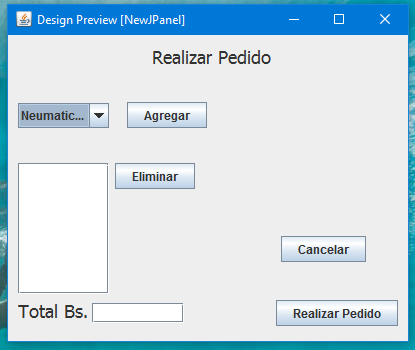 Design Preview [NewJPanel]
Realizar Pedido
Neumatic...
Agregar
Eliminar
Cancelar
Total Bs.
Realizar Pedido